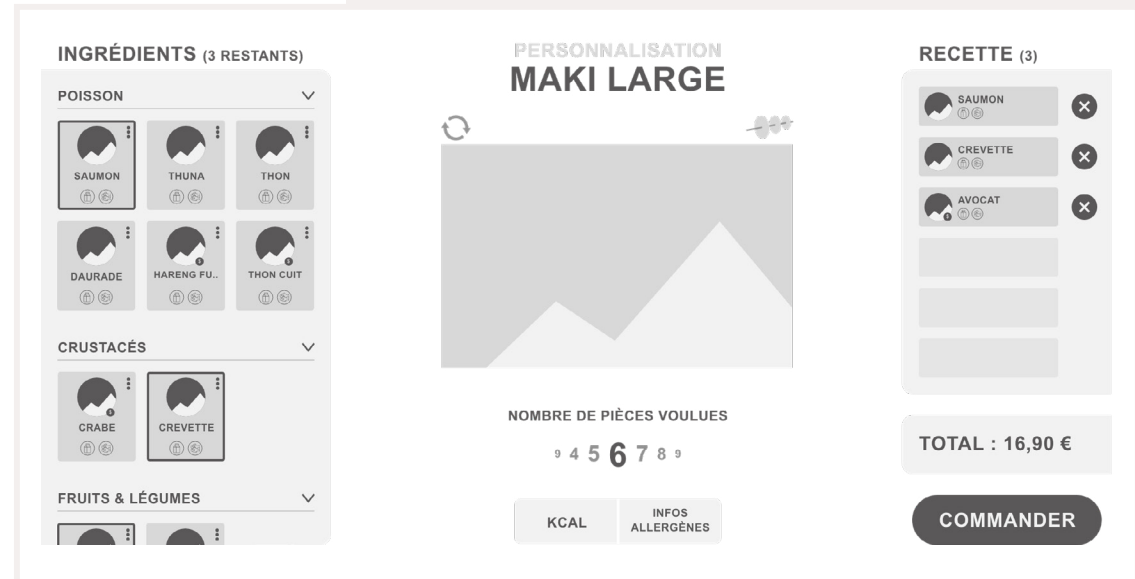 INGRÉDIENTS (3 RESTANTS)
POISSON
SAUMON
THUNA
THON
DAURADE
HARENG FU..
THON CUIT
CRUSTACÉS
CRABE
CREVETTE
FRUITS & LÉGUMES
PERSONNALISATION
MAKI LARGE
NOMBRE DE PIÈCES VOULUES
9 4 5 6 7 8 9
KCAL
INFOS
ALLERGÈNES
RECETTE (3)
SAUMON
CREVETTE
AVOCAT
TOTAL : 16,90 €
COMMANDER